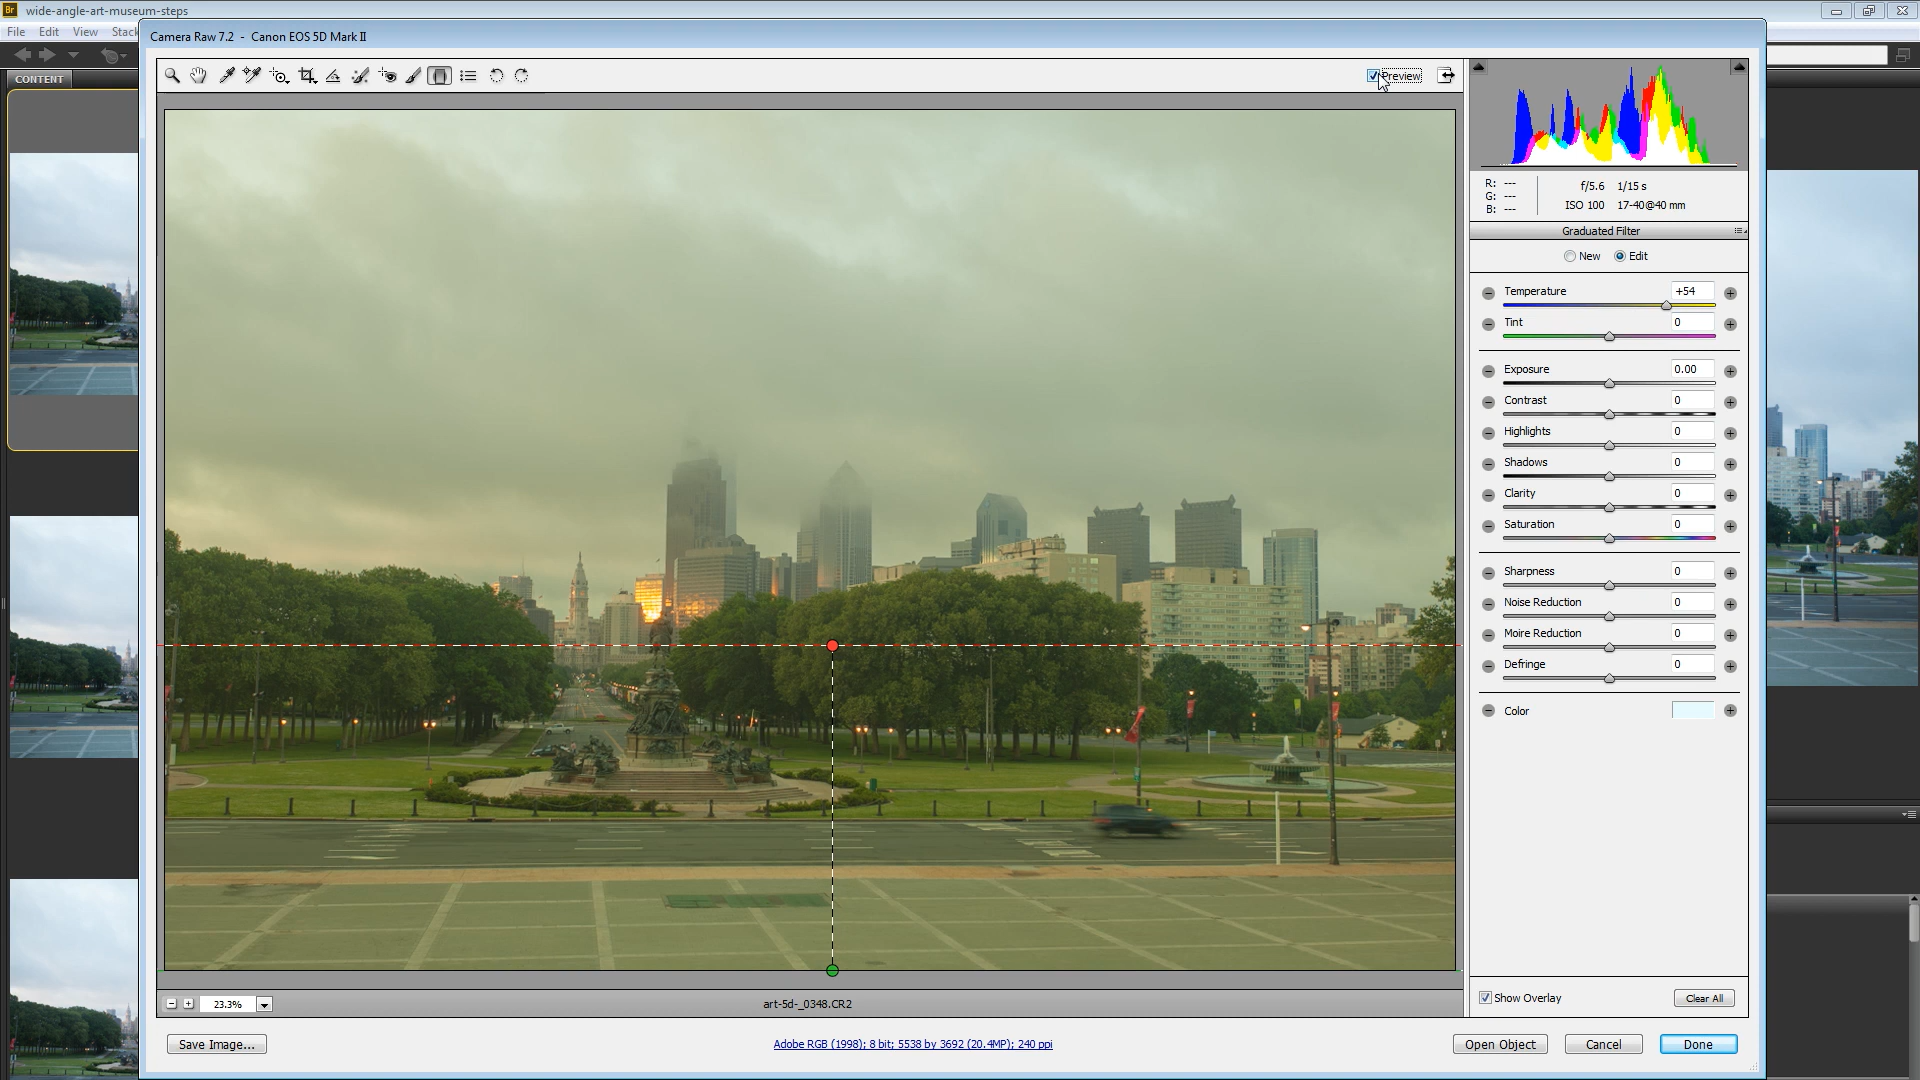 Br wide-angle-art-museum-steps
File Edit View Stack
Camera Raw 7.2 - Canon EOS 5D Mark II
CONTENT
Preview
R: ---
G: ---
B: ---
f/5.6 1/15 s
ISO 100 17-40@40 mm
Graduated Filter
New Edit
Temperature +54
Tint 0
Exposure 0.00
Contrast 0
Highlights 0
Shadows 0
Clarity 0
Saturation 0
Sharpness 0
Noise Reduction 0
Moire Reduction 0
Defringe 0
Color
Show Overlay Clear All
23.3%
art-5d-_0348.CR2
Save Image...
Adobe RGB (1998); 8 bit; 5538 by 3692 (20.4MP); 240 ppi
Open Object Cancel Done